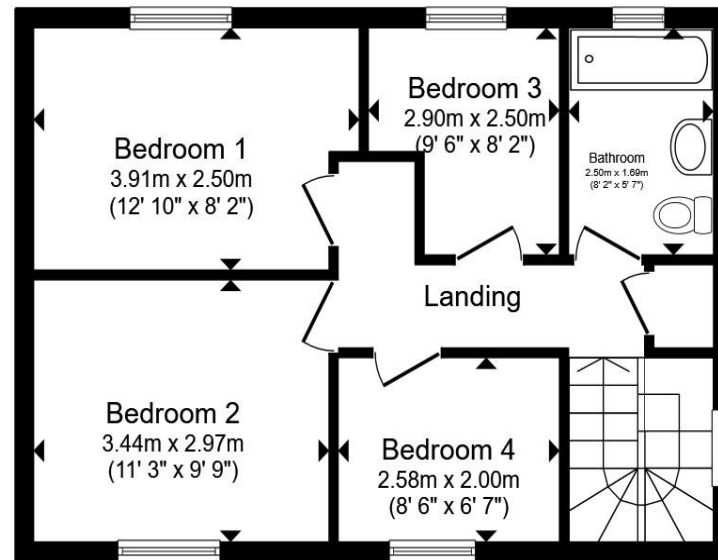 Bedroom 1
3.91m x 2.50m
(12' 10" x 8' 2")
Bedroom 3
2.90m x 2.50m
(9' 6" x 8' 2")
Bathroom
2.50m x 1.69m
(8' 2" x 5' 7")
Landing
Bedroom 2
3.44m x 2.97m
(11' 3" x 9' 9")
Bedroom 4
2.58m x 2.00m
(8' 6" x 6' 7")